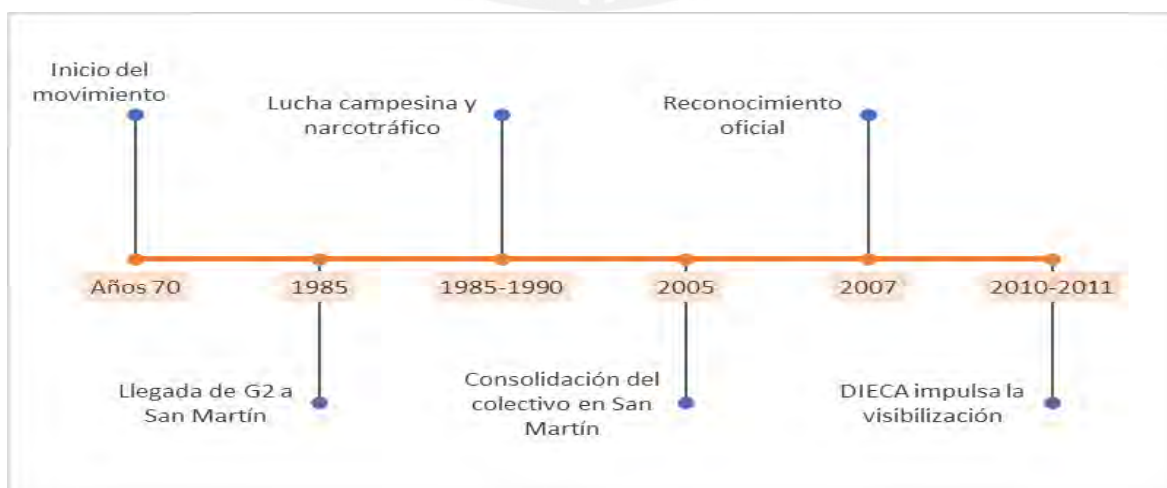 Inicio del
movimiento
Lucha campesina y
narcotráfico
Reconocimiento
oficial
Años 70
1985
1985-1990
2005
2007
2010-2011
Llegada de G2 a
San Martín
Consolidación del
colectivo en San
Martín
DIECA impulsa la
visibilización